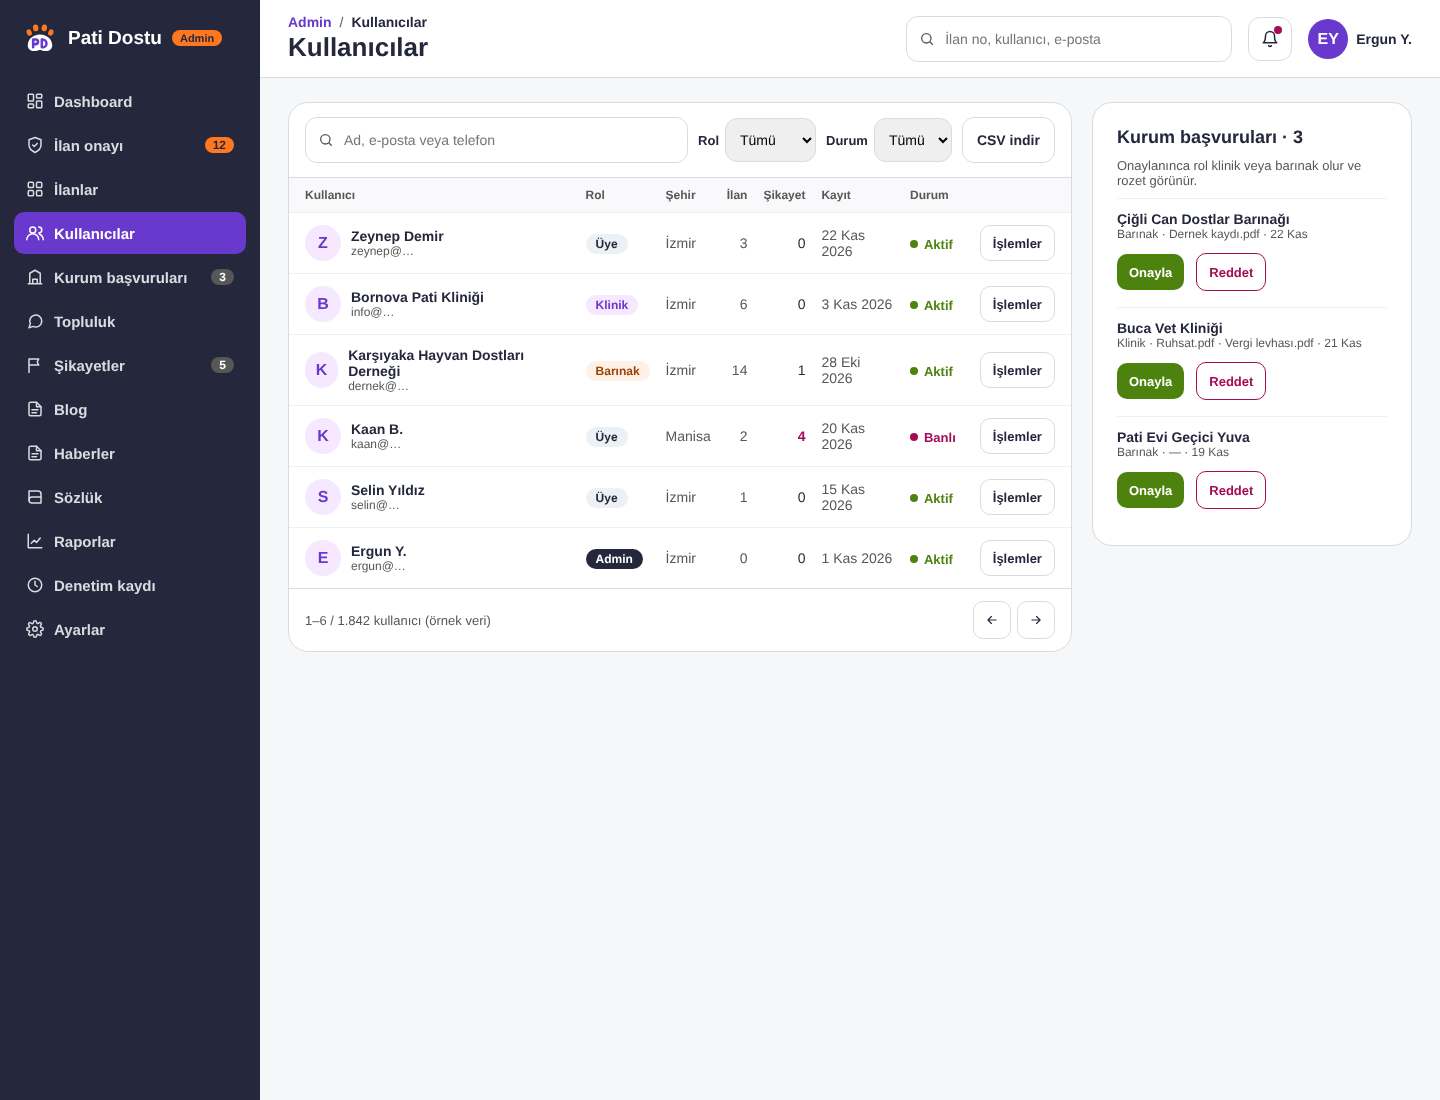 PD
Pati Dostu Admin
Dashboard
İlan onayı 12
İlanlar
Kullanıcılar
Kurum başvuruları 3
Topluluk
Şikayetler 5
Blog
Haberler
Sözlük
Raporlar
Denetim kaydı
Ayarlar
Admin / Kullanıcılar
Kullanıcılar
İlan no, kullanıcı, e-posta
EY Ergun Y.
Ad, e-posta veya telefon Rol Tümü Durum Tümü CSV indir
Kullanıcı Rol Şehir İlan Şikayet Kayıt Durum
Z Zeynep Demir
zeynep@…
Üye İzmir 3 0 22 Kas
2026
Aktif İşlemler
B Bornova Pati Kliniği
info@…
Klinik İzmir 6 0 3 Kas 2026 Aktif İşlemler
K Karşıyaka Hayvan Dostları
Derneği
dernek@…
Barınak İzmir 14 1 28 Eki
2026
Aktif İşlemler
K Kaan B.
kaan@…
Üye Manisa 2 4 20 Kas
2026
Banlı İşlemler
S Selin Yıldız
selin@…
Üye İzmir 1 0 15 Kas
2026
Aktif İşlemler
E Ergun Y.
ergun@…
Admin İzmir 0 0 1 Kas 2026 Aktif İşlemler
1–6 / 1.842 kullanıcı (örnek veri)
Kurum başvuruları · 3
Onaylanınca rol klinik veya barınak olur ve
rozet görünür.
Çiğli Can Dostlar Barınağı
Barınak · Dernek kaydı.pdf · 22 Kas
Onayla Reddet
Buca Vet Kliniği
Klinik · Ruhsat.pdf · Vergi levhası.pdf · 21 Kas
Onayla Reddet
Pati Evi Geçici Yuva
Barınak · — · 19 Kas
Onayla Reddet